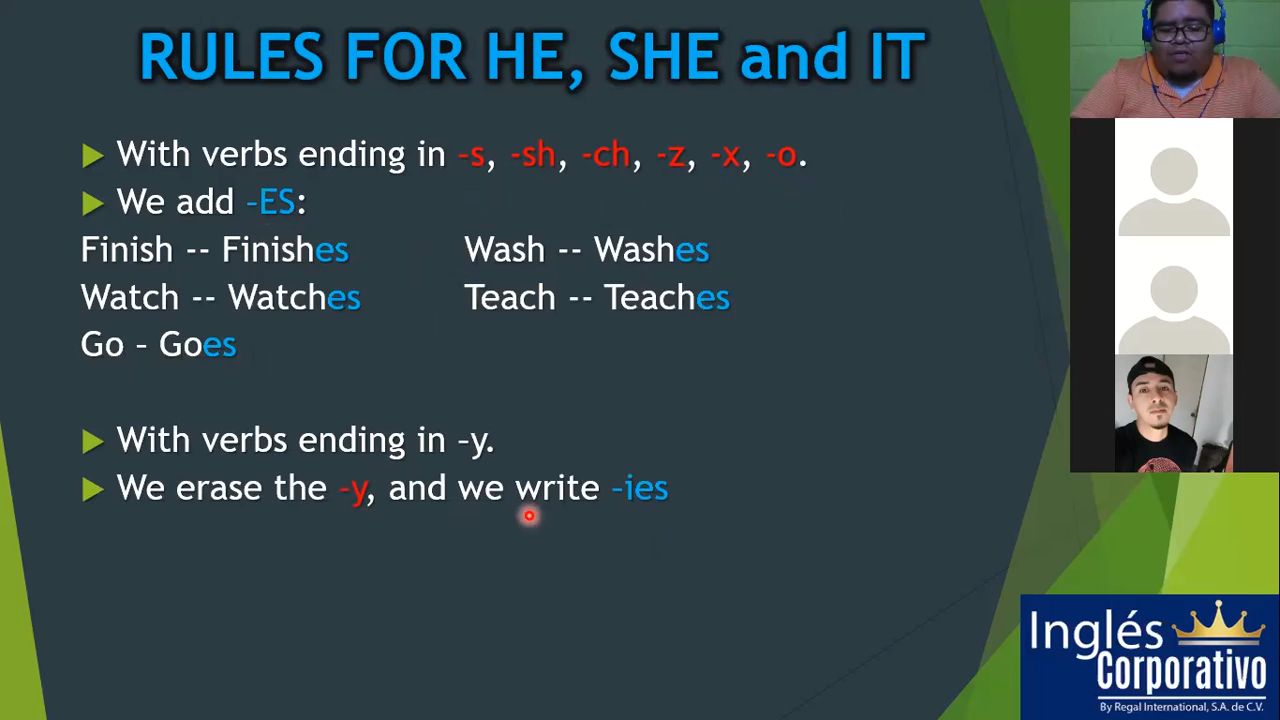 RULES FOR HE, SHE and IT
With verbs ending in –s, -sh, -ch, -z, -x, -o.
We add –ES:
Finish -- Finishes Wash -- Washes
Watch -- Watches Teach -- Teaches
Go – Goes
With verbs ending in –y.
We erase the –y, and we write –ies
Inglés
Corporativo
By Regal International, S.A. de C.V.